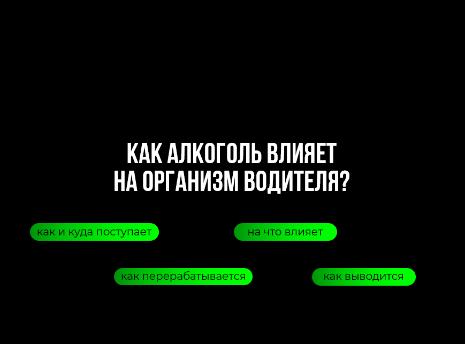 КАК АЛКОГОЛЬ ВЛИЯЕТ
НА ОРГАНИЗМ ВОДИТЕЛЯ?
как и куда поступает
на что влияет
как перерабатывается
как выводится